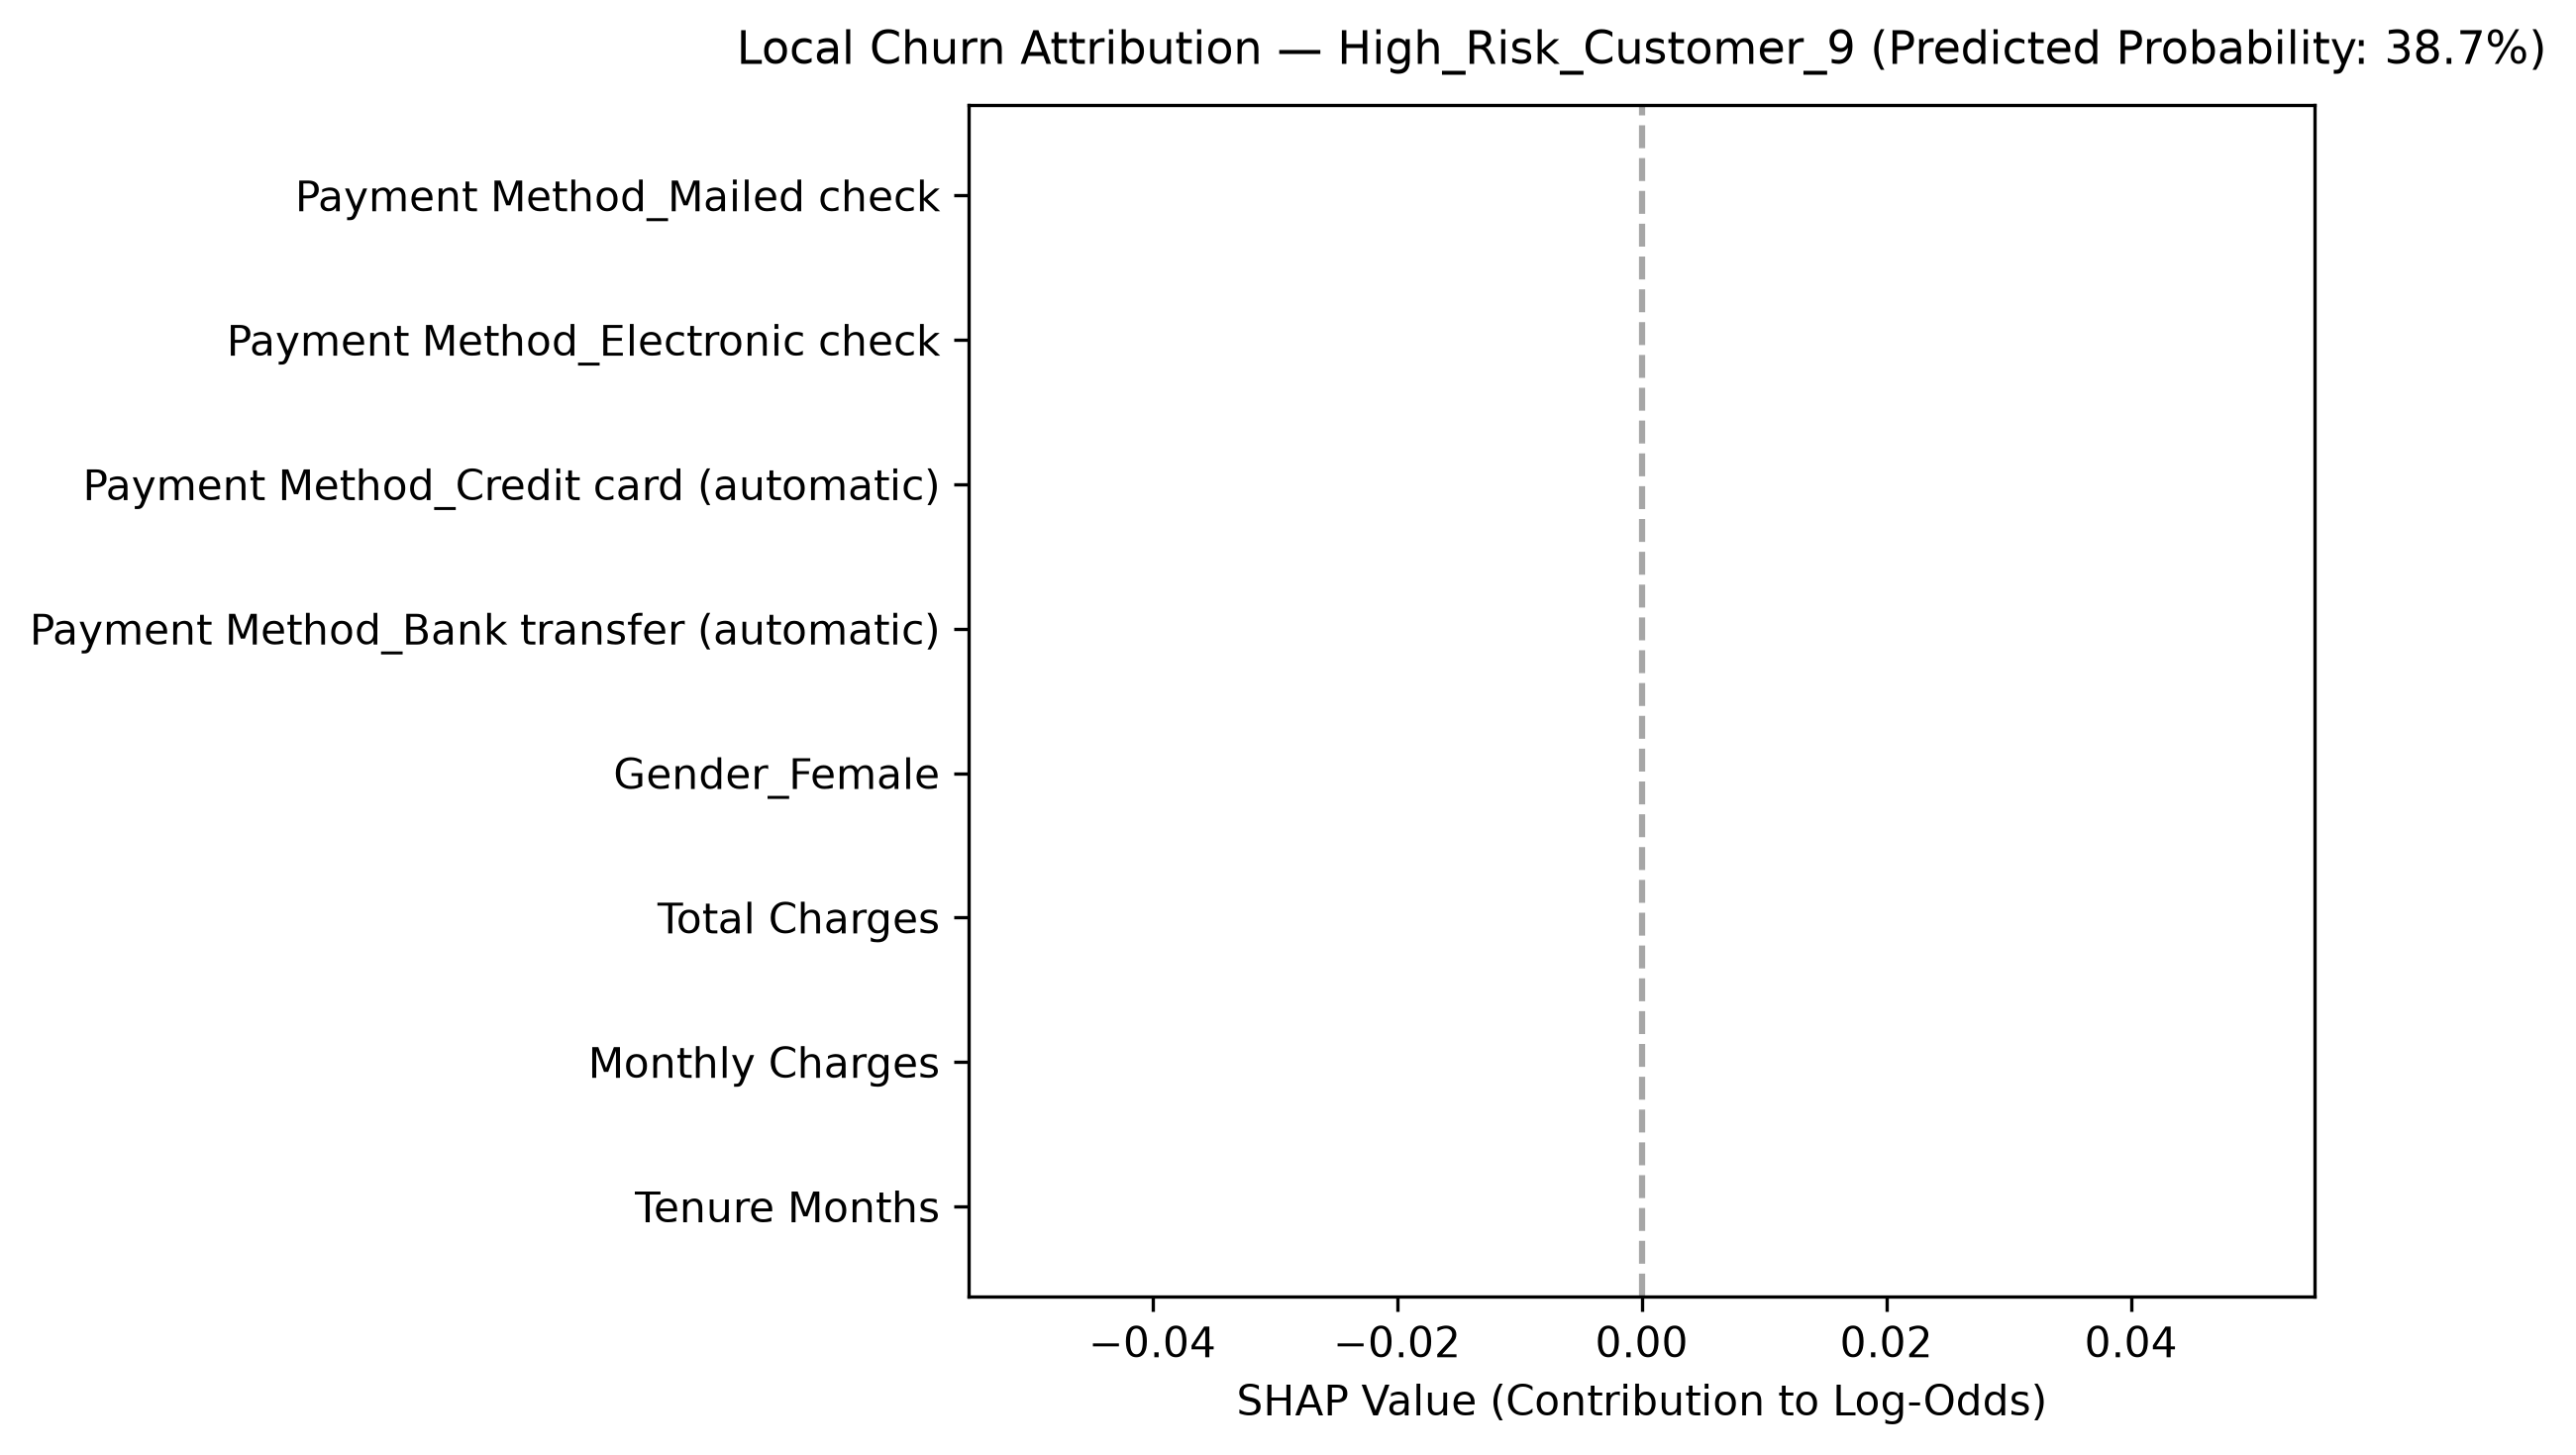 Local Churn Attribution — High_Risk_Customer_9 (Predicted Probability: 38.7%)
Payment Method_Mailed check
Payment Method_Electronic check
Payment Method_Credit card (automatic)
Payment Method_Bank transfer (automatic)
Gender_Female
Total Charges
Monthly Charges
Tenure Months
−0.04 −0.02 0.00 0.02 0.04
SHAP Value (Contribution to Log-Odds)